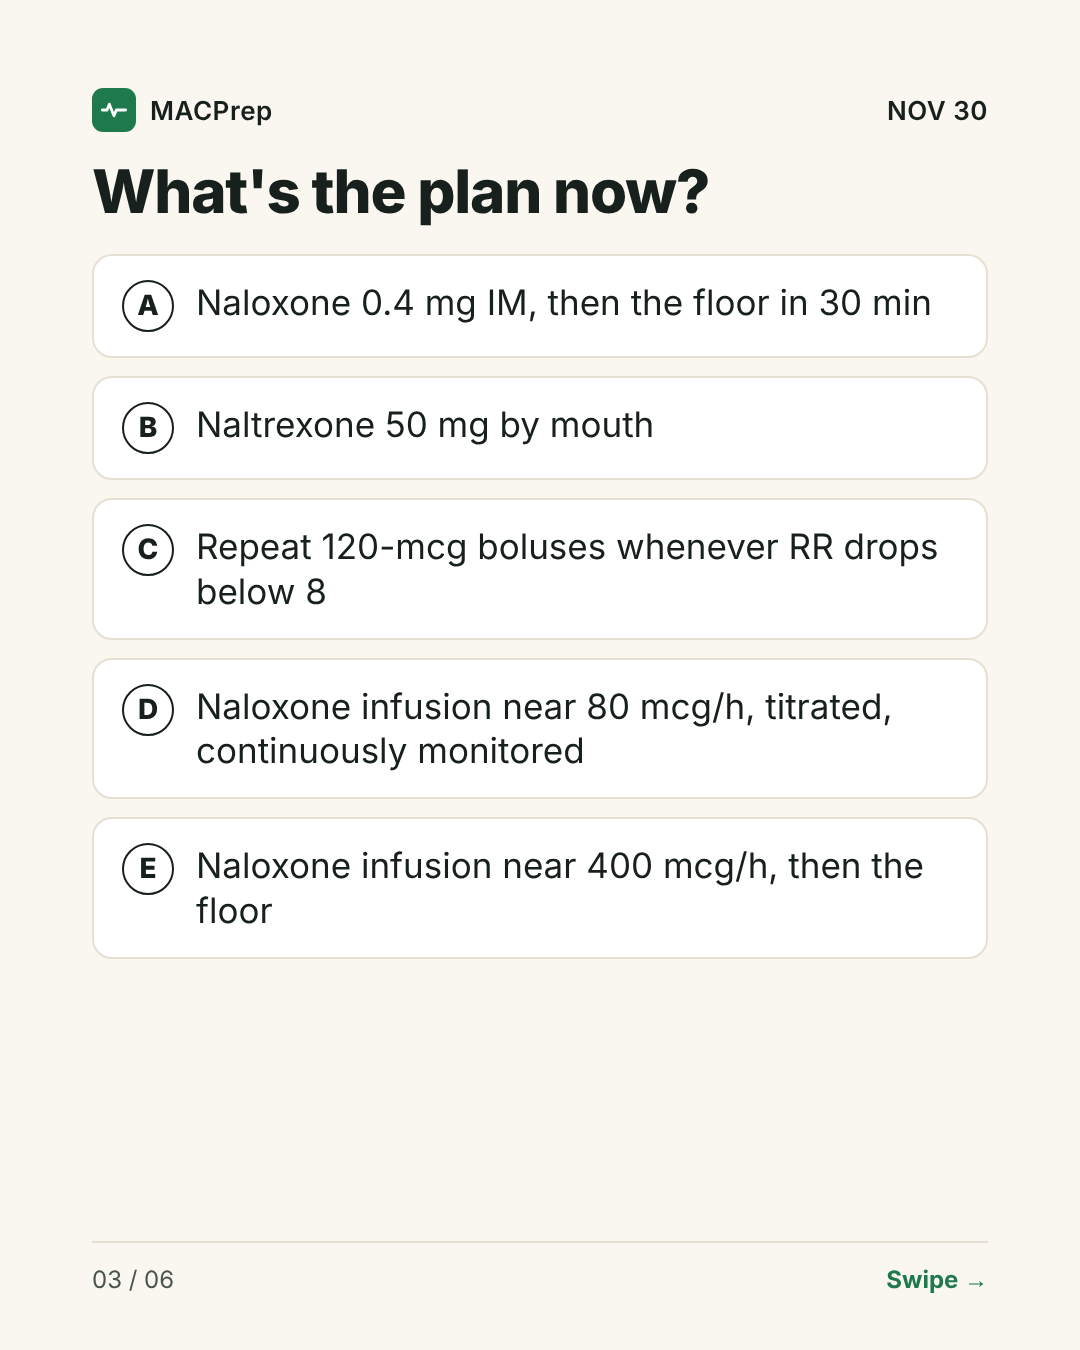 MACPrep
NOV 30
What's the plan now?
A Naloxone 0.4 mg IM, then the floor in 30 min
B Naltrexone 50 mg by mouth
C Repeat 120-mcg boluses whenever RR drops
below 8
D Naloxone infusion near 80 mcg/h, titrated,
continuously monitored
E Naloxone infusion near 400 mcg/h, then the
floor
03 / 06
Swipe →